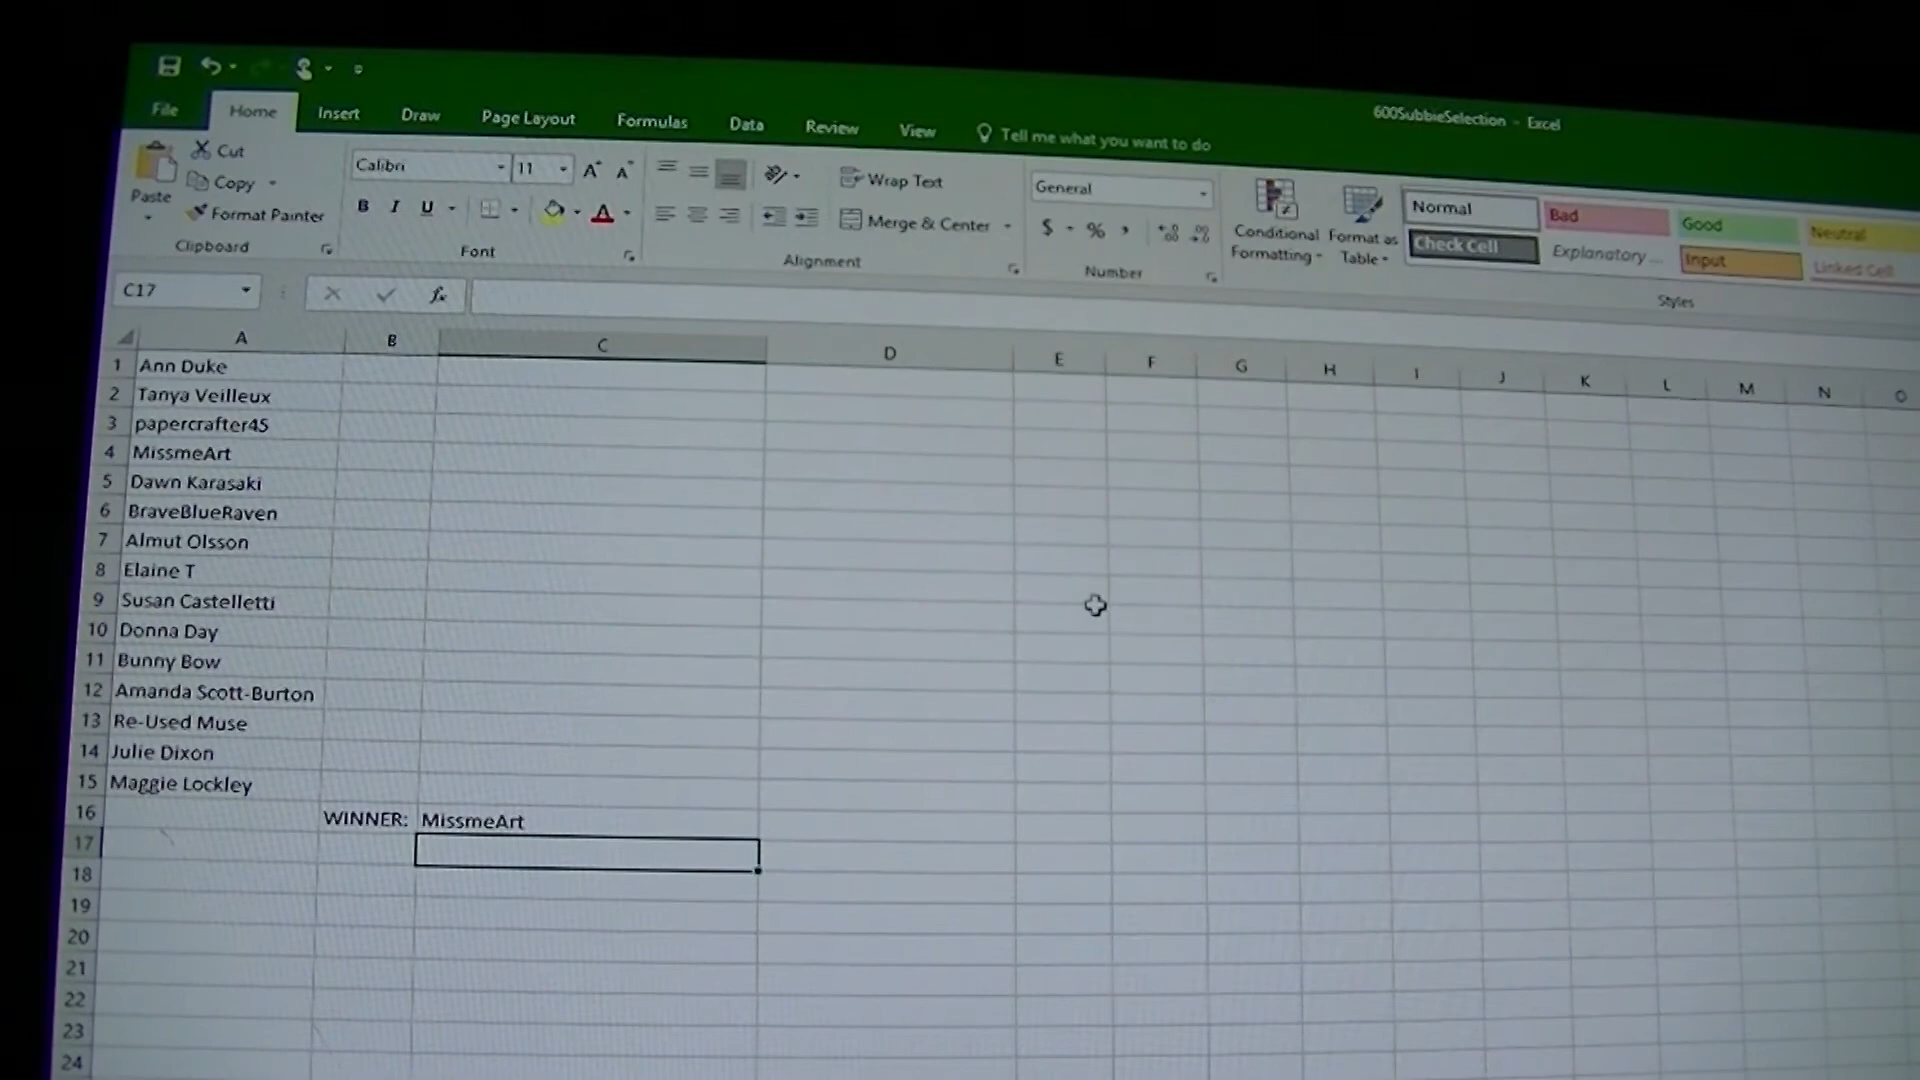 600SubbieSelection - Excel
File Home Insert Draw Page Layout Formulas Data Review View Tell me what you want to do
Paste
Cut
Copy
Format Painter
Clipboard
Calibri 11 A A
B I U A
Font
Wrap Text
Merge & Center
Alignment
General
$ % , .00
Number
Conditional Formatting
Format as Table
Normal Bad Good Neutral
Check Cell Explanatory ... Input Linked Cell
Styles
C17 fx
A B C D E F G H I J K L M N O
1 Ann Duke
2 Tanya Veilleux
3 papercrafter45
4 MissmeArt
5 Dawn Karasaki
6 BraveBlueRaven
7 Almut Olsson
8 Elaine T
9 Susan Castelletti
10 Donna Day
11 Bunny Bow
12 Amanda Scott-Burton
13 Re-Used Muse
14 Julie Dixon
15 Maggie Lockley
16 WINNER: MissmeArt
17
18
19
20
21
22
23
24